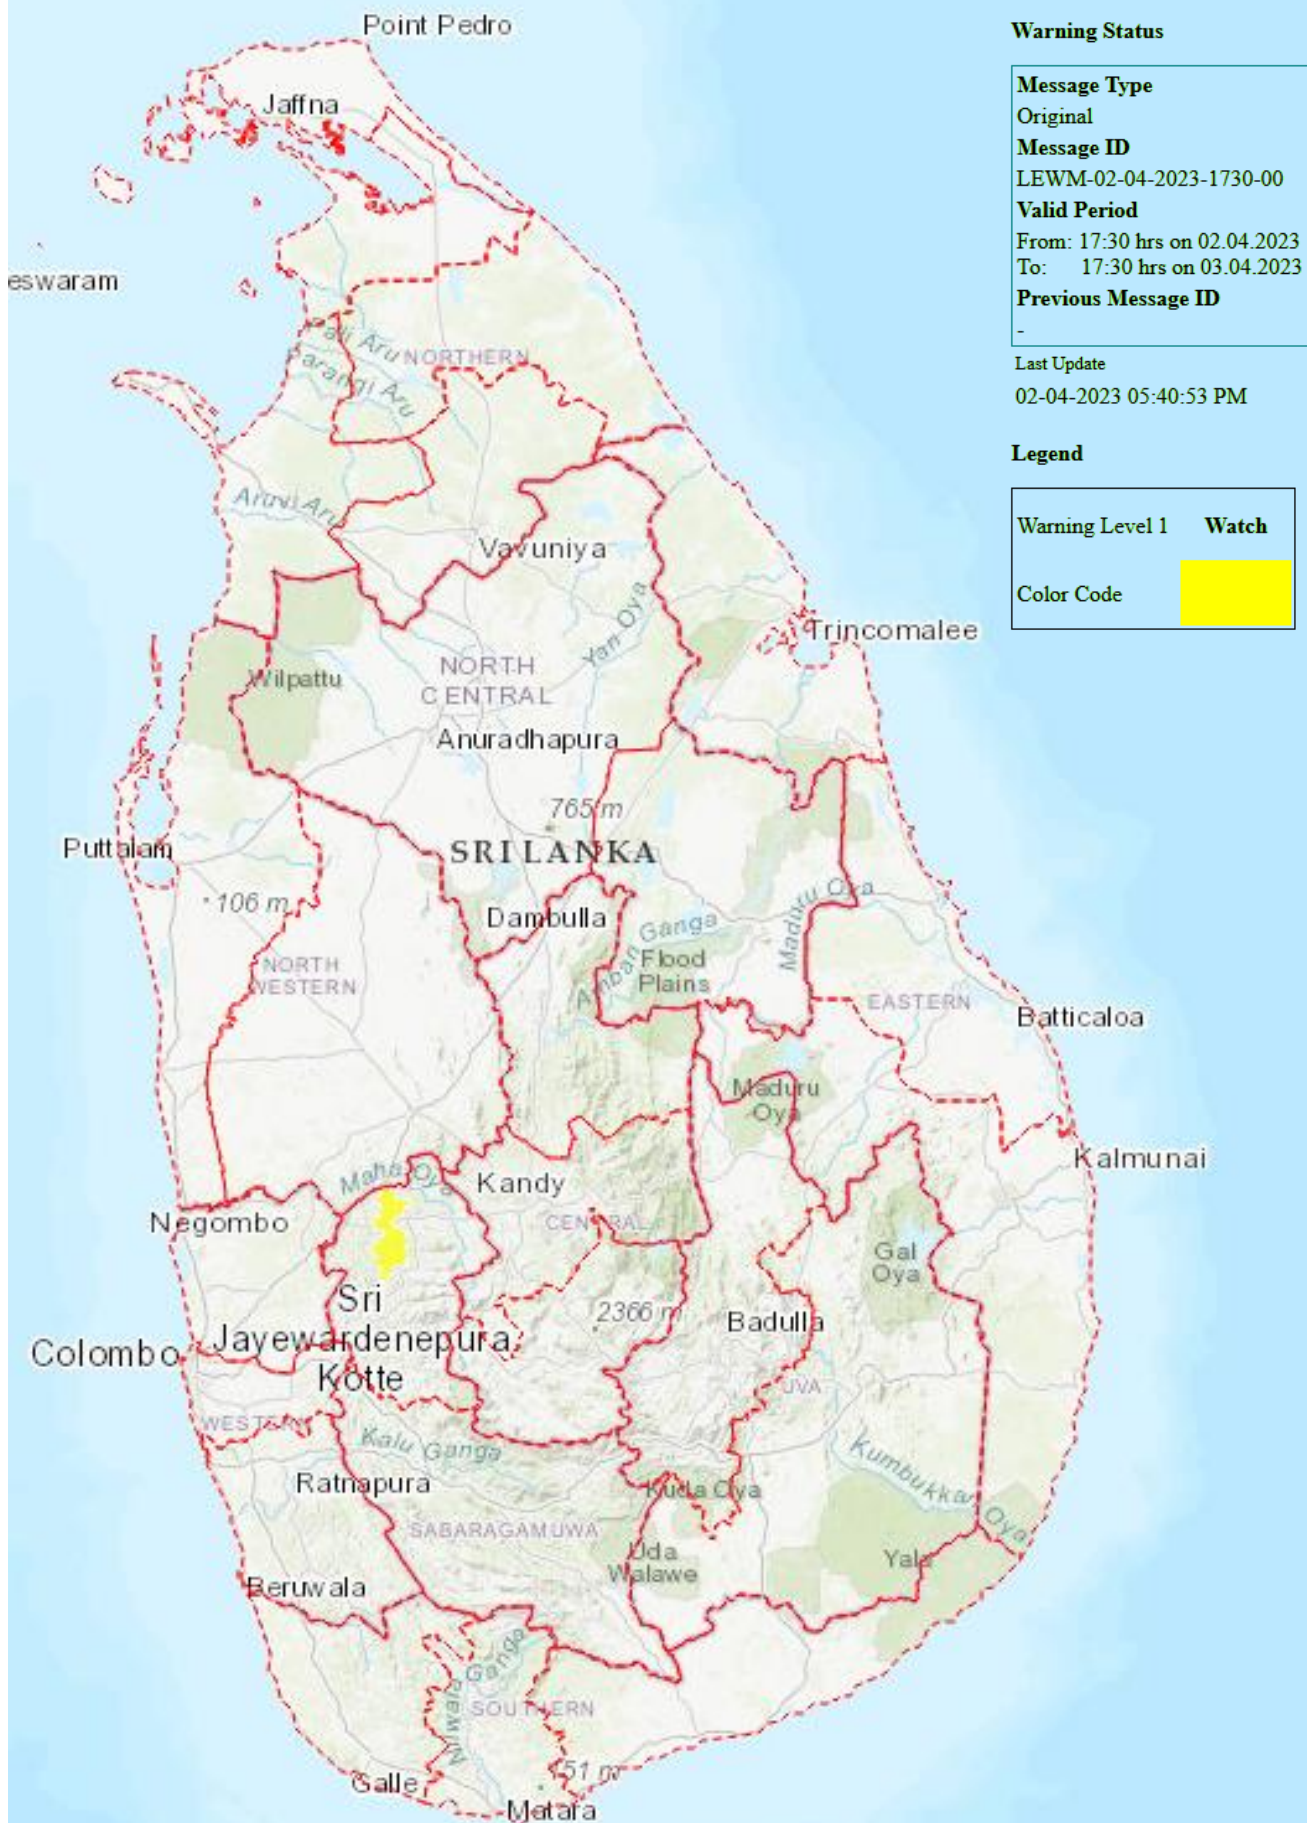 Point Pedro
Jaffna
eswaram
Pali Aru
NORTHERN
Parangi Aru
Aruvi Aru
Vavuniya
Yan Oya
Trincomalee
Wilpattu
NORTH
CENTRAL
Anuradhapura
765 m
Puttalam
SRI LANKA
106 m
Dambulla
Maduru Oya
Amban Ganga
Flood
Plains
NORTH
WESTERN
EASTERN
Batticaloa
Maduru
Oya
Kalmunai
Maha Oya
Kandy
Negombo
CENTRAL
Gal
Oya
Sri
Jayewardenepura
Kotte
2366 m
Badulla
Colombo
UVA
WESTERN
Kalu Ganga
Kumbukkan Oya
Ratnapura
Kuda Oya
SABARAGAMUWA
Uda
Walawe
Yala
Beruwala
Nilwala Ganga
SOUTHERN
51 m
Galle
Matara
Warning Status
Message Type
Original
Message ID
LEWM-02-04-2023-1730-00
Valid Period
From: 17:30 hrs on 02.04.2023
To: 17:30 hrs on 03.04.2023
Previous Message ID
-
Last Update
02-04-2023 05:40:53 PM
Legend
Warning Level 1 Watch
Color Code